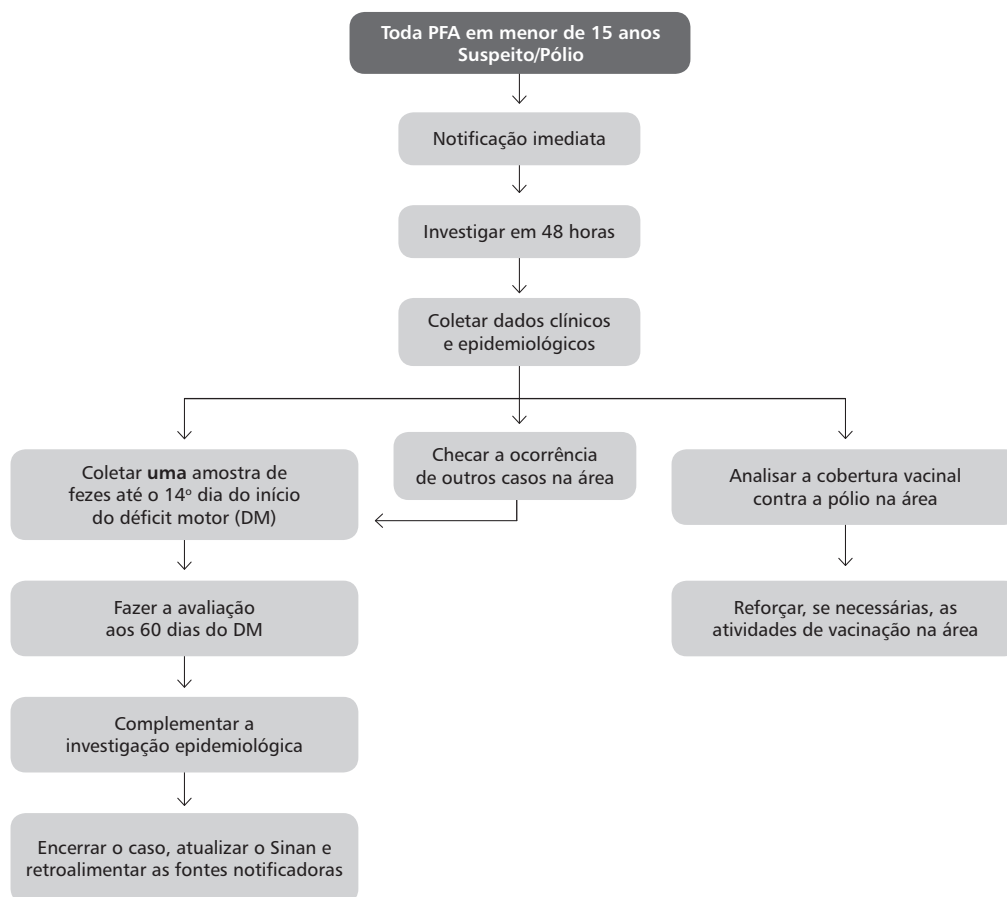 Toda PFA em menor de 15 anos
Suspeito/Pólio
Notificação imediata
Investigar em 48 horas
Coletar dados clínicos
e epidemiológicos
Coletar uma amostra de
fezes até o 14º dia do início
do déficit motor (DM)
Checar a ocorrência
de outros casos na área
Analisar a cobertura vacinal
contra a pólio na área
Fazer a avaliação
aos 60 dias do DM
Reforçar, se necessárias, as
atividades de vacinação na área
Complementar a
investigação epidemiológica
Encerrar o caso, atualizar o Sinan e
retroalimentar as fontes notificadoras